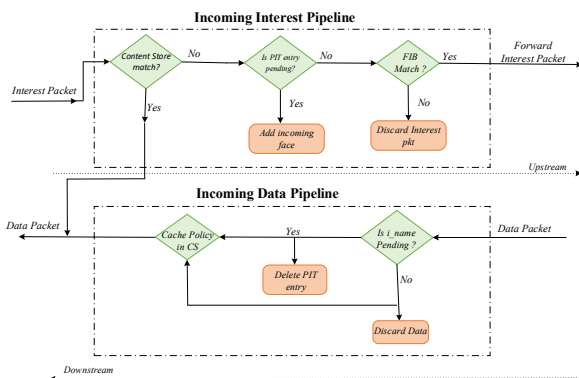 Incoming Interest Pipeline
Content Store
match?
No
Is PIT entry
pending?
No
FIB
Match ?
Yes
Forward
Interest Packet
Interest Packet
Yes
Yes
No
Add incoming
face
Discard Interest
pkt
Upstream
Incoming Data Pipeline
Data Packet
Cache Policy
in CS
Yes
Is i_name
Pending ?
Data Packet
Delete PIT
entry
No
Discard Data
Downstream